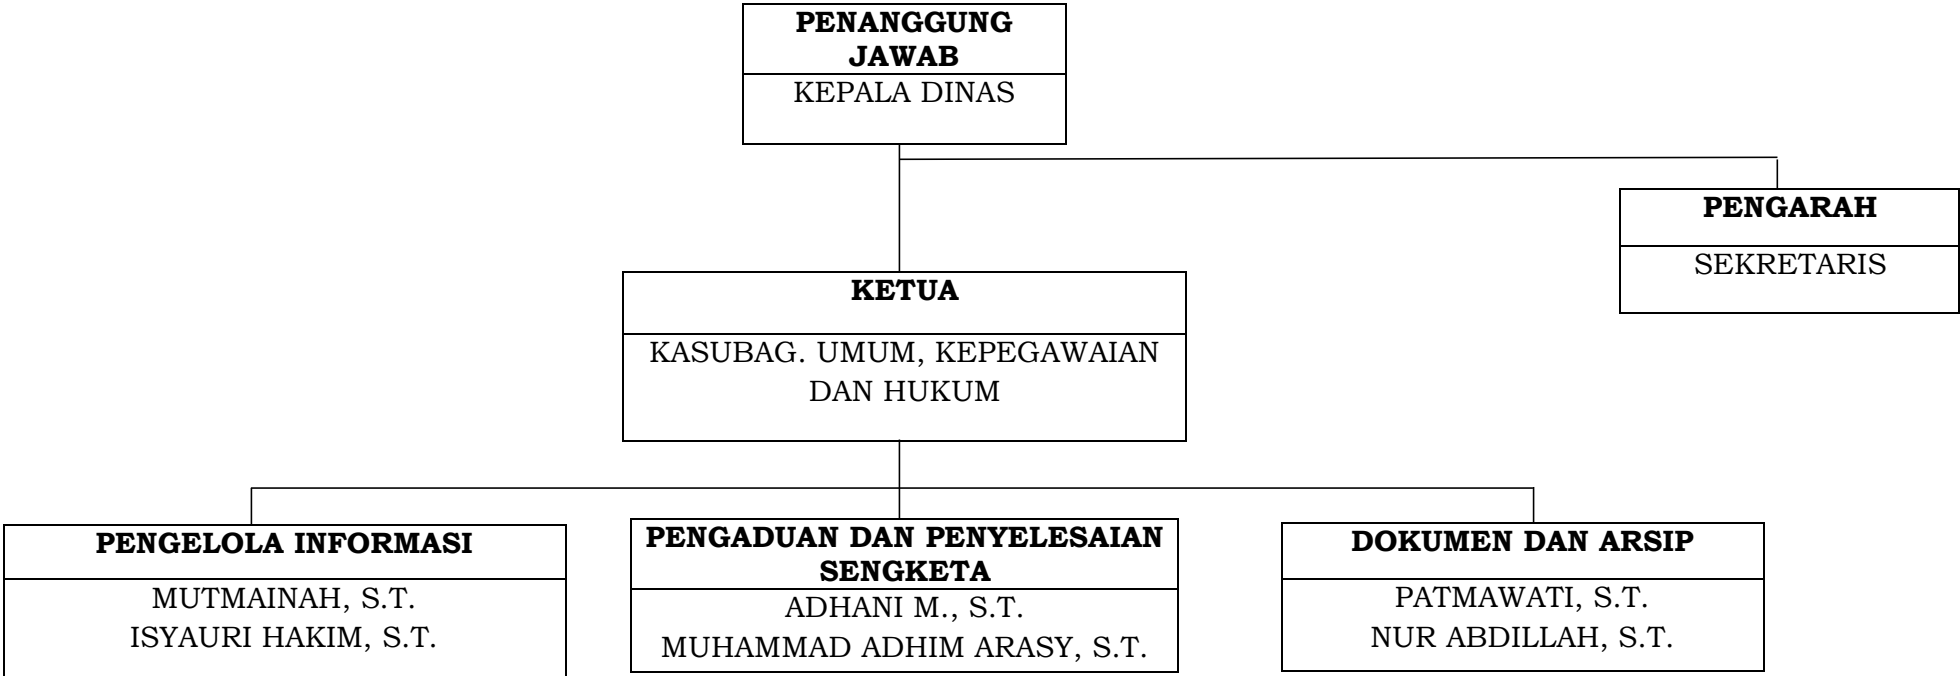 PENANGGUNG
JAWAB
KEPALA DINAS
PENGARAH
SEKRETARIS
KETUA
KASUBAG. UMUM, KEPEGAWAIAN
DAN HUKUM
PENGELOLA INFORMASI
MUTMAINAH, S.T.
ISYAURI HAKIM, S.T.
PENGADUAN DAN PENYELESAIAN
SENGKETA
ADHANI M., S.T.
MUHAMMAD ADHIM ARASY, S.T.
DOKUMEN DAN ARSIP
PATMAWATI, S.T.
NUR ABDILLAH, S.T.